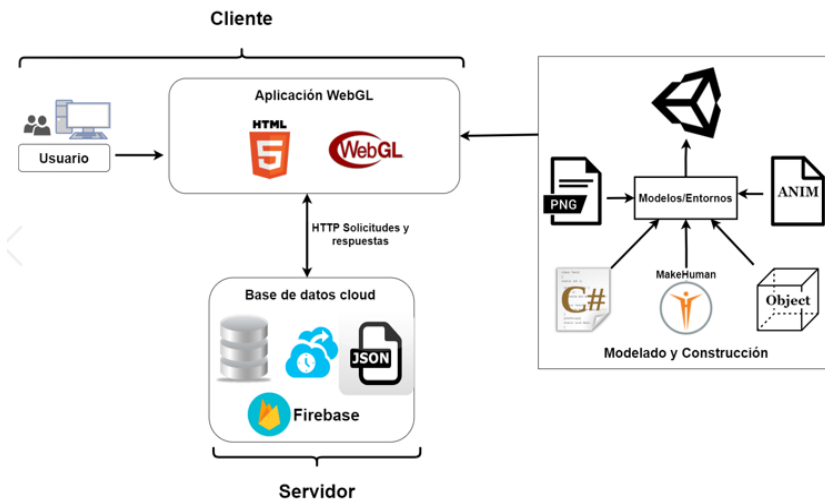 Cliente
Aplicación WebGL
HTML
5
WebGL
Usuario
HTTP Solicitudes y
respuestas
Base de datos cloud
JSON
Firebase
Servidor
PNG
Modelos/Entornos
ANIM
C#
MakeHuman
Object
Modelado y Construcción